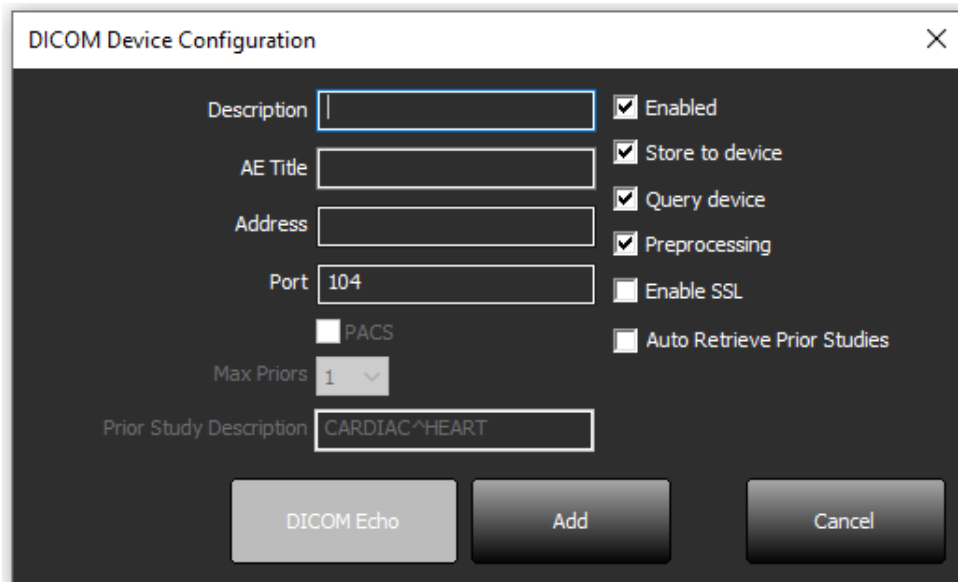 DICOM Device Configuration
Description
Enabled
AE Title
Store to device
Address
Query device
Preprocessing
Port 104
Enable SSL
PACS
Auto Retrieve Prior Studies
Max Priors 1
Prior Study Description CARDIAC^HEART
DICOM Echo Add Cancel